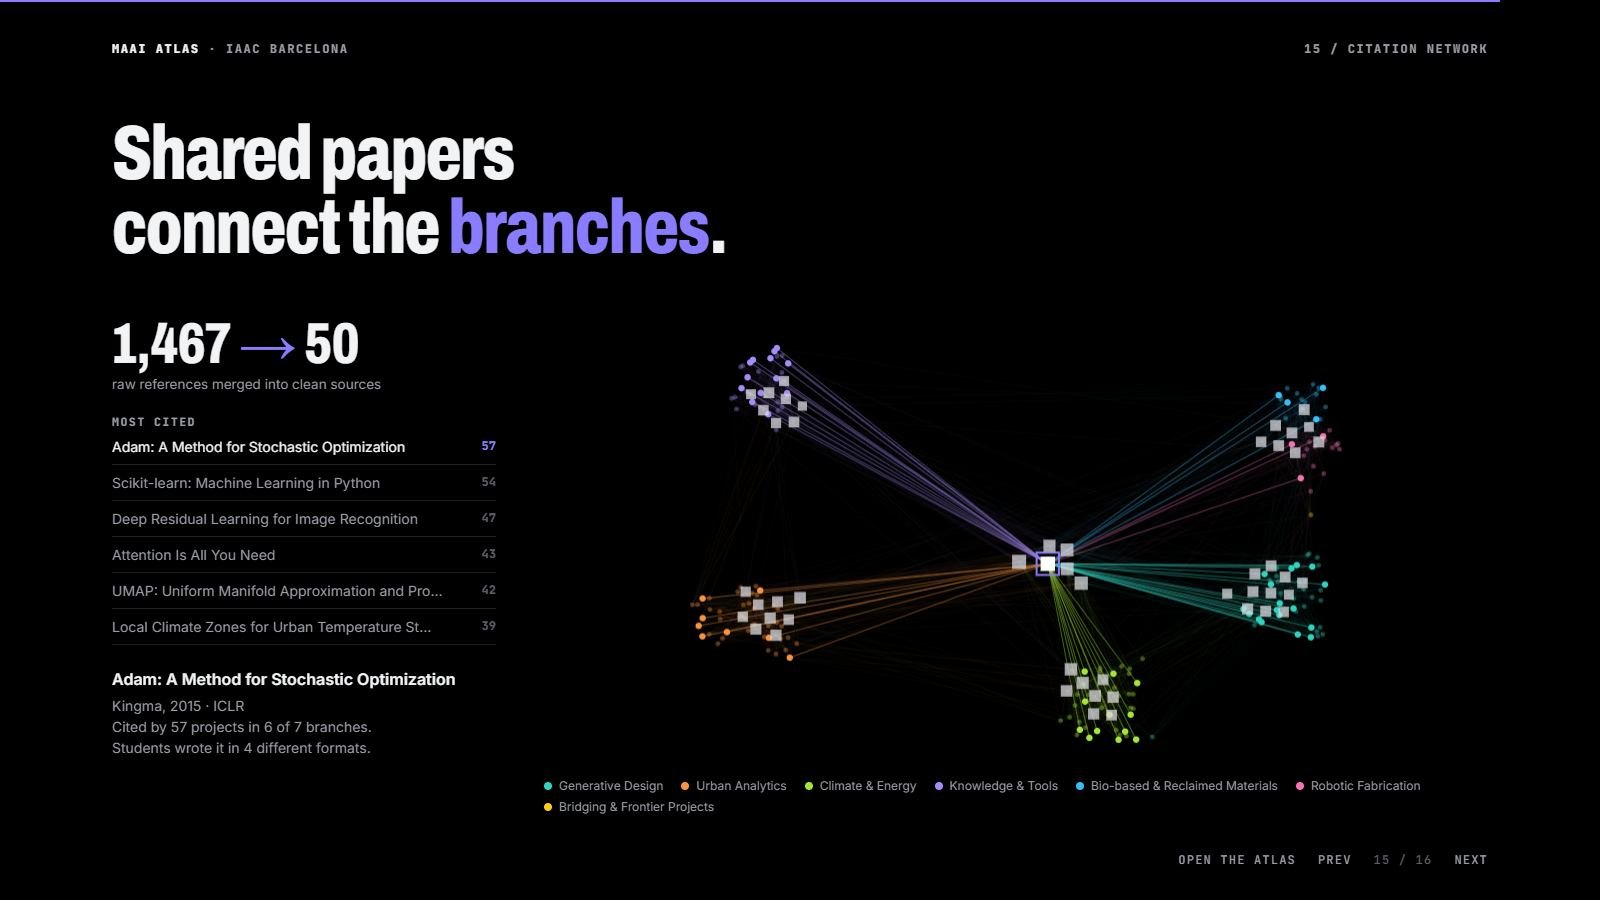 MAAI ATLAS · IAAC BARCELONA
15 / CITATION NETWORK
Shared papers
connect the branches.
1,467 → 50
raw references merged into clean sources
MOST CITED
Adam: A Method for Stochastic Optimization 57
Scikit-learn: Machine Learning in Python 54
Deep Residual Learning for Image Recognition 47
Attention Is All You Need 43
UMAP: Uniform Manifold Approximation and Pro... 42
Local Climate Zones for Urban Temperature St... 39
Adam: A Method for Stochastic Optimization
Kingma, 2015 · ICLR
Cited by 57 projects in 6 of 7 branches.
Students wrote it in 4 different formats.
Generative Design Urban Analytics Climate & Energy Knowledge & Tools Bio-based & Reclaimed Materials Robotic Fabrication
Bridging & Frontier Projects
OPEN THE ATLAS PREV 15 / 16 NEXT